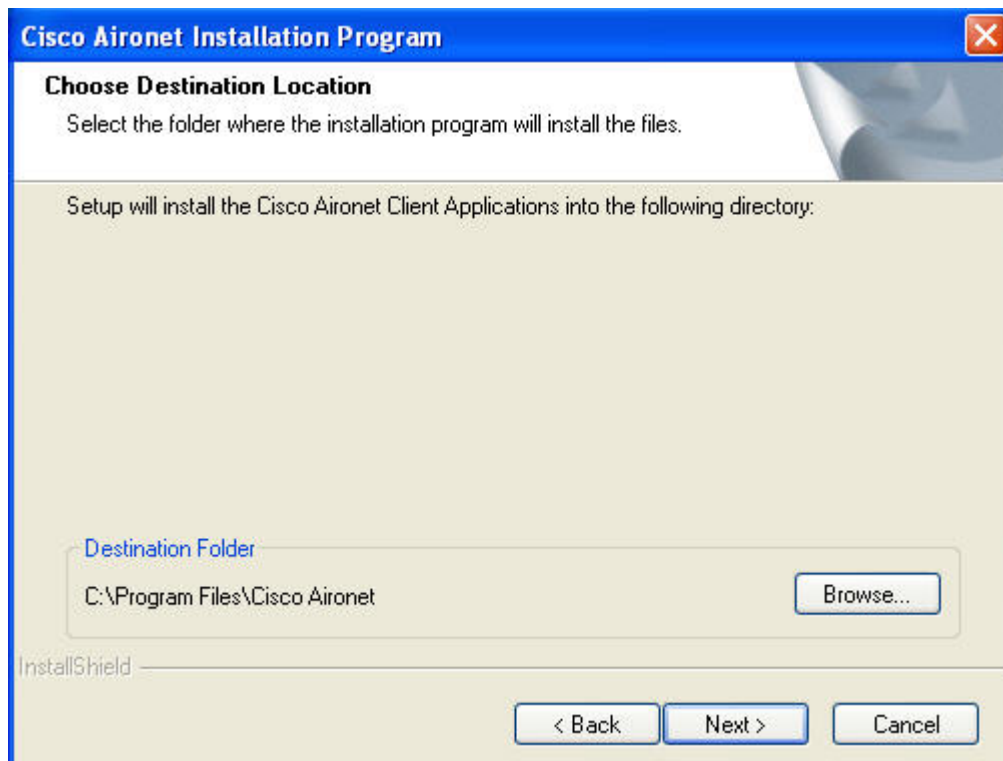 Cisco Aironet Installation Program
Choose Destination Location
Select the folder where the installation program will install the files.
Setup will install the Cisco Aironet Client Applications into the following directory:
Destination Folder
C:\Program Files\Cisco Aironet
Browse...
InstallShield
< Back
Next >
Cancel